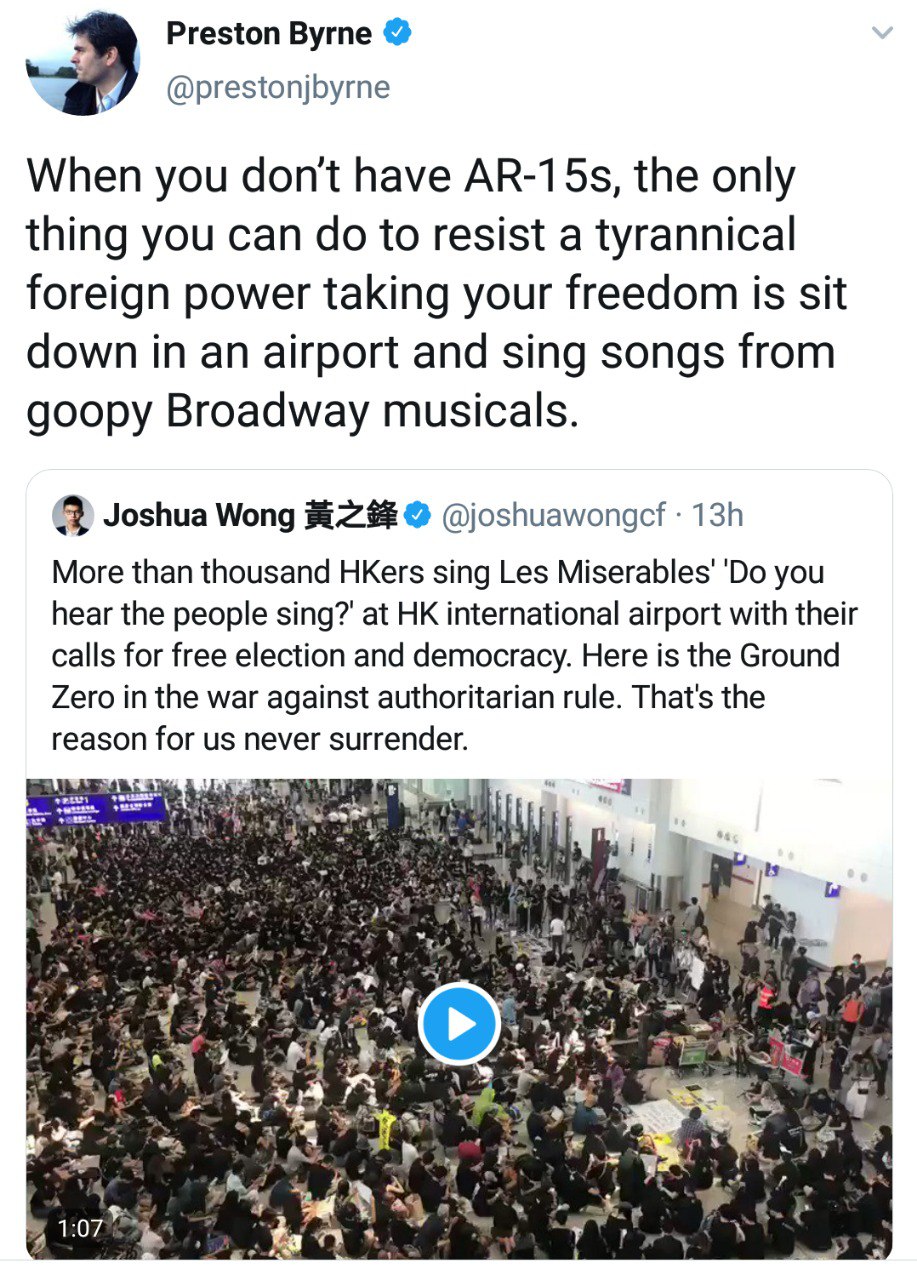 Preston Byrne
@prestonjbyrne
When you don’t have AR-15s, the only
thing you can do to resist a tyrannical
foreign power taking your freedom is sit
down in an airport and sing songs from
goopy Broadway musicals.
Joshua Wong 黃之鋒 @joshuawongcf · 13h
More than thousand HKers sing Les Miserables' 'Do you
hear the people sing?' at HK international airport with their
calls for free election and democracy. Here is the Ground
Zero in the war against authoritarian rule. That's the
reason for us never surrender.
1:07